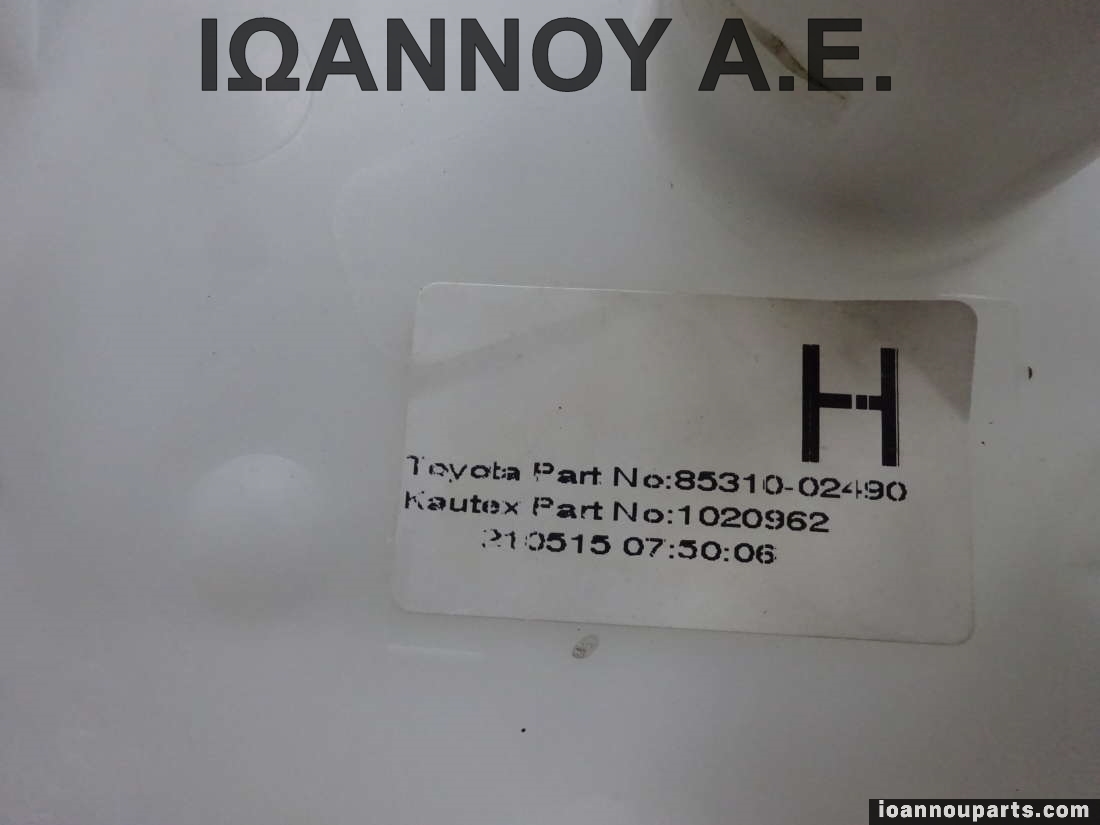 ΙΩΑΝΝΟΥ Α.Ε.
H
Toyota Part No:85310-02490
Kautex Part No:1020962
210515 07:50:06
ioannouparts.com